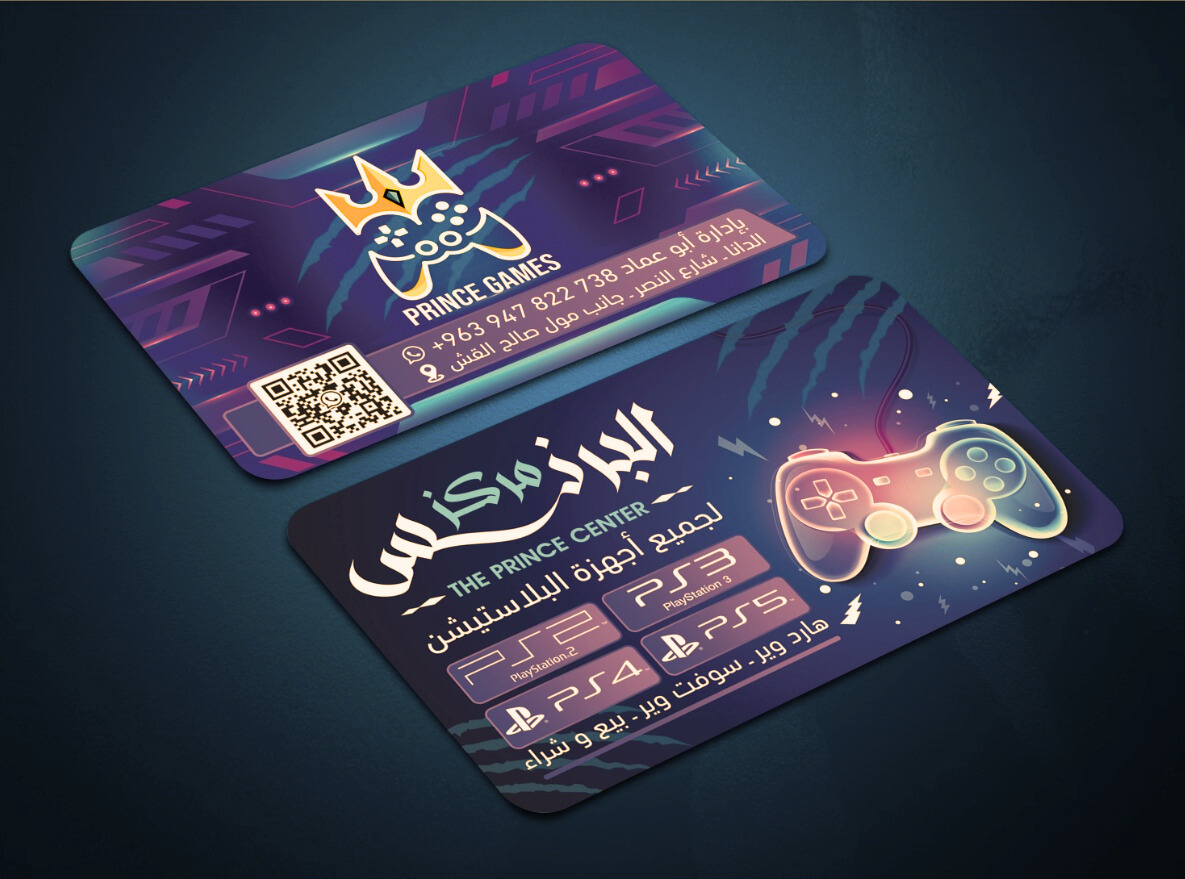 PRINCE GAMES
بإدارة أبو عماد 738 822 947 963+
الدانا - شارع النصر - جانب مول صالح القش
مركز البرنس
THE PRINCE CENTER
لجميع أجهزة البلاستيشن
PS2 PS3
PlayStation.2 PlayStation 3
PS4 PS5
هارد وير - سوفت وير - بيع و شراء